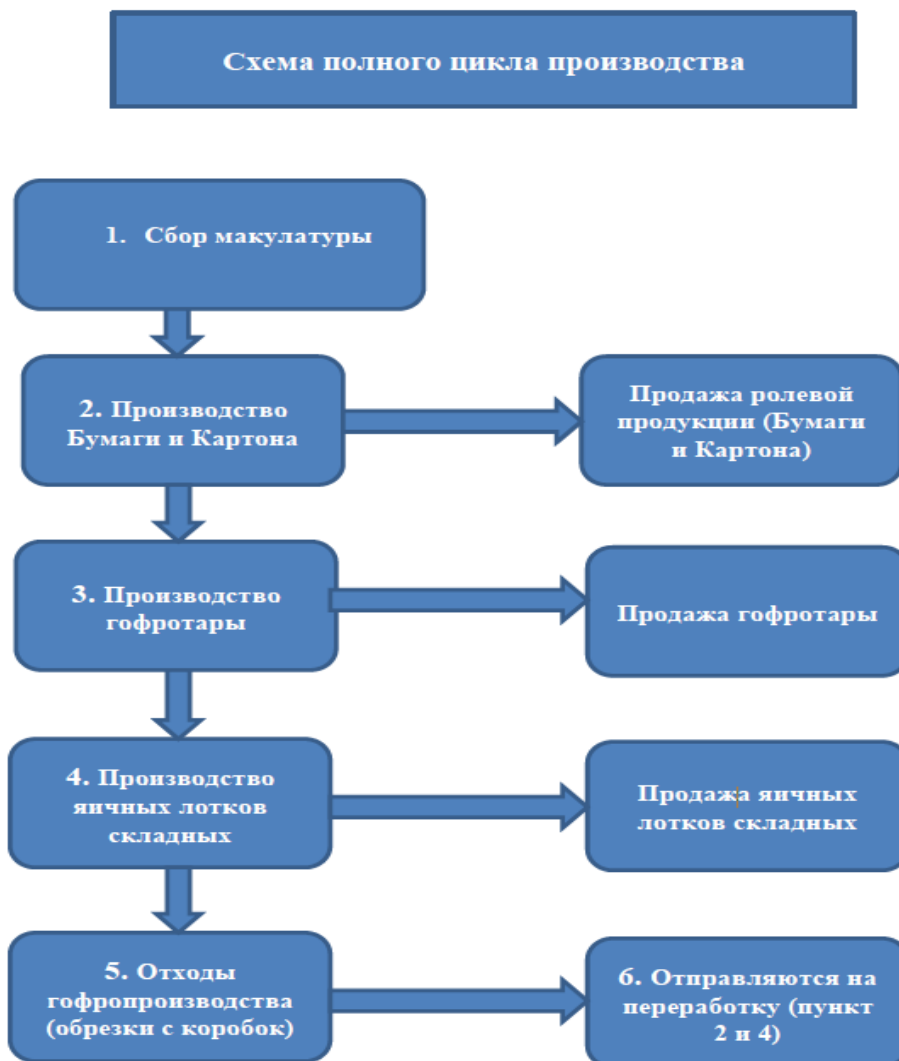 Схема полного цикла производства
1. Сбор макулатуры
2. Производство
Бумаги и Картона
Продажа ролевой
продукции (Бумаги
и Картона)
3. Производство
гофротары
Продажа гофротары
4. Производство
яичных лотков
складных
Продажа яичных
лотков складных
5. Отходы
гофропроизводства
(обрезки с коробок)
6. Отправляются на
переработку (пункт
2 и 4)